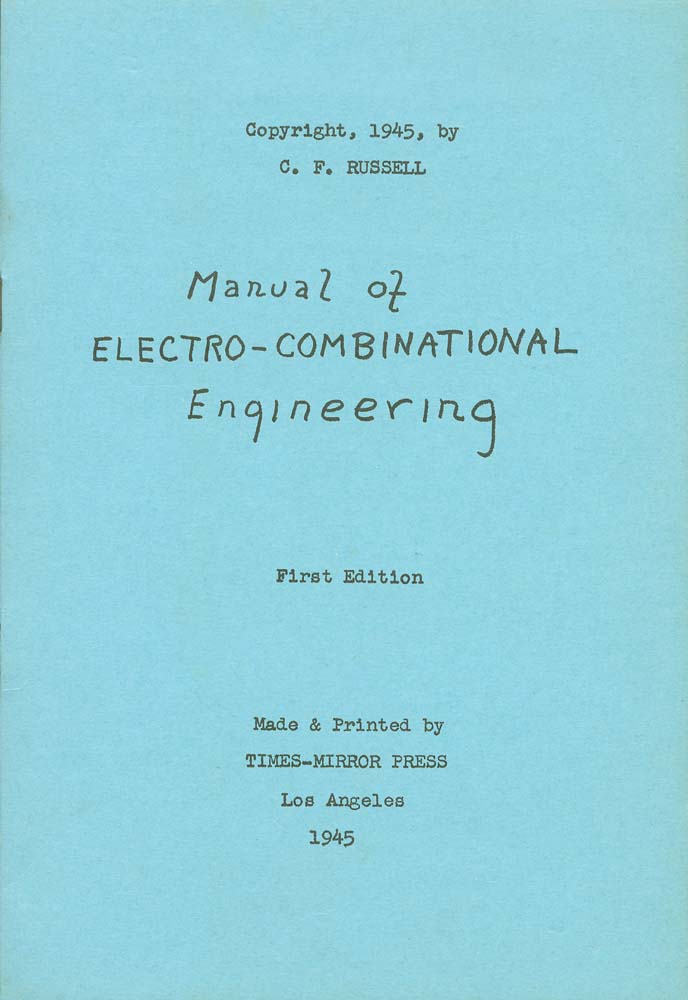 Copyright, 1945, by
C. F. RUSSELL
Manual of
ELECTRO-COMBINATIONAL
Engineering
First Edition
Made & Printed by
TIMES-MIRROR PRESS
Los Angeles
1945